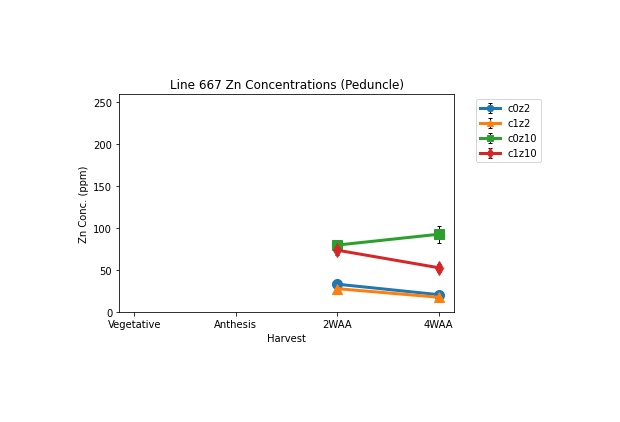 Line 667 Zn Concentrations (Peduncle)
250
200
150
100
50
0
Zn Conc. (ppm)
Vegetative Anthesis 2WAA 4WAA
Harvest
c0z2
c1z2
c0z10
c1z10